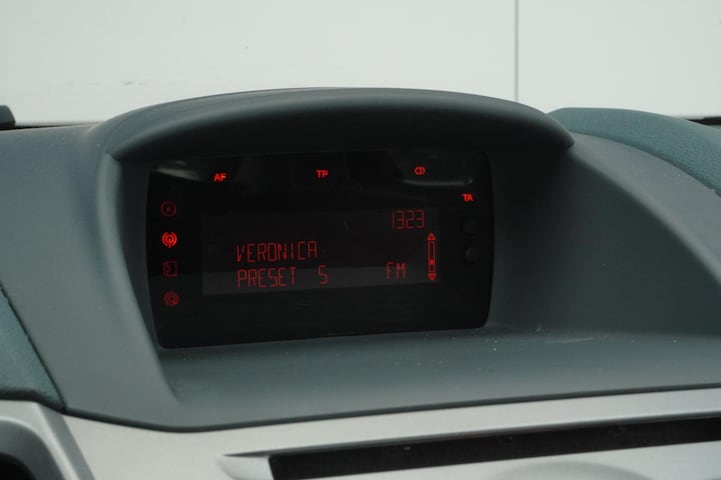 AF TP
TA
13:23
VERONICA
PRESET 5 FM